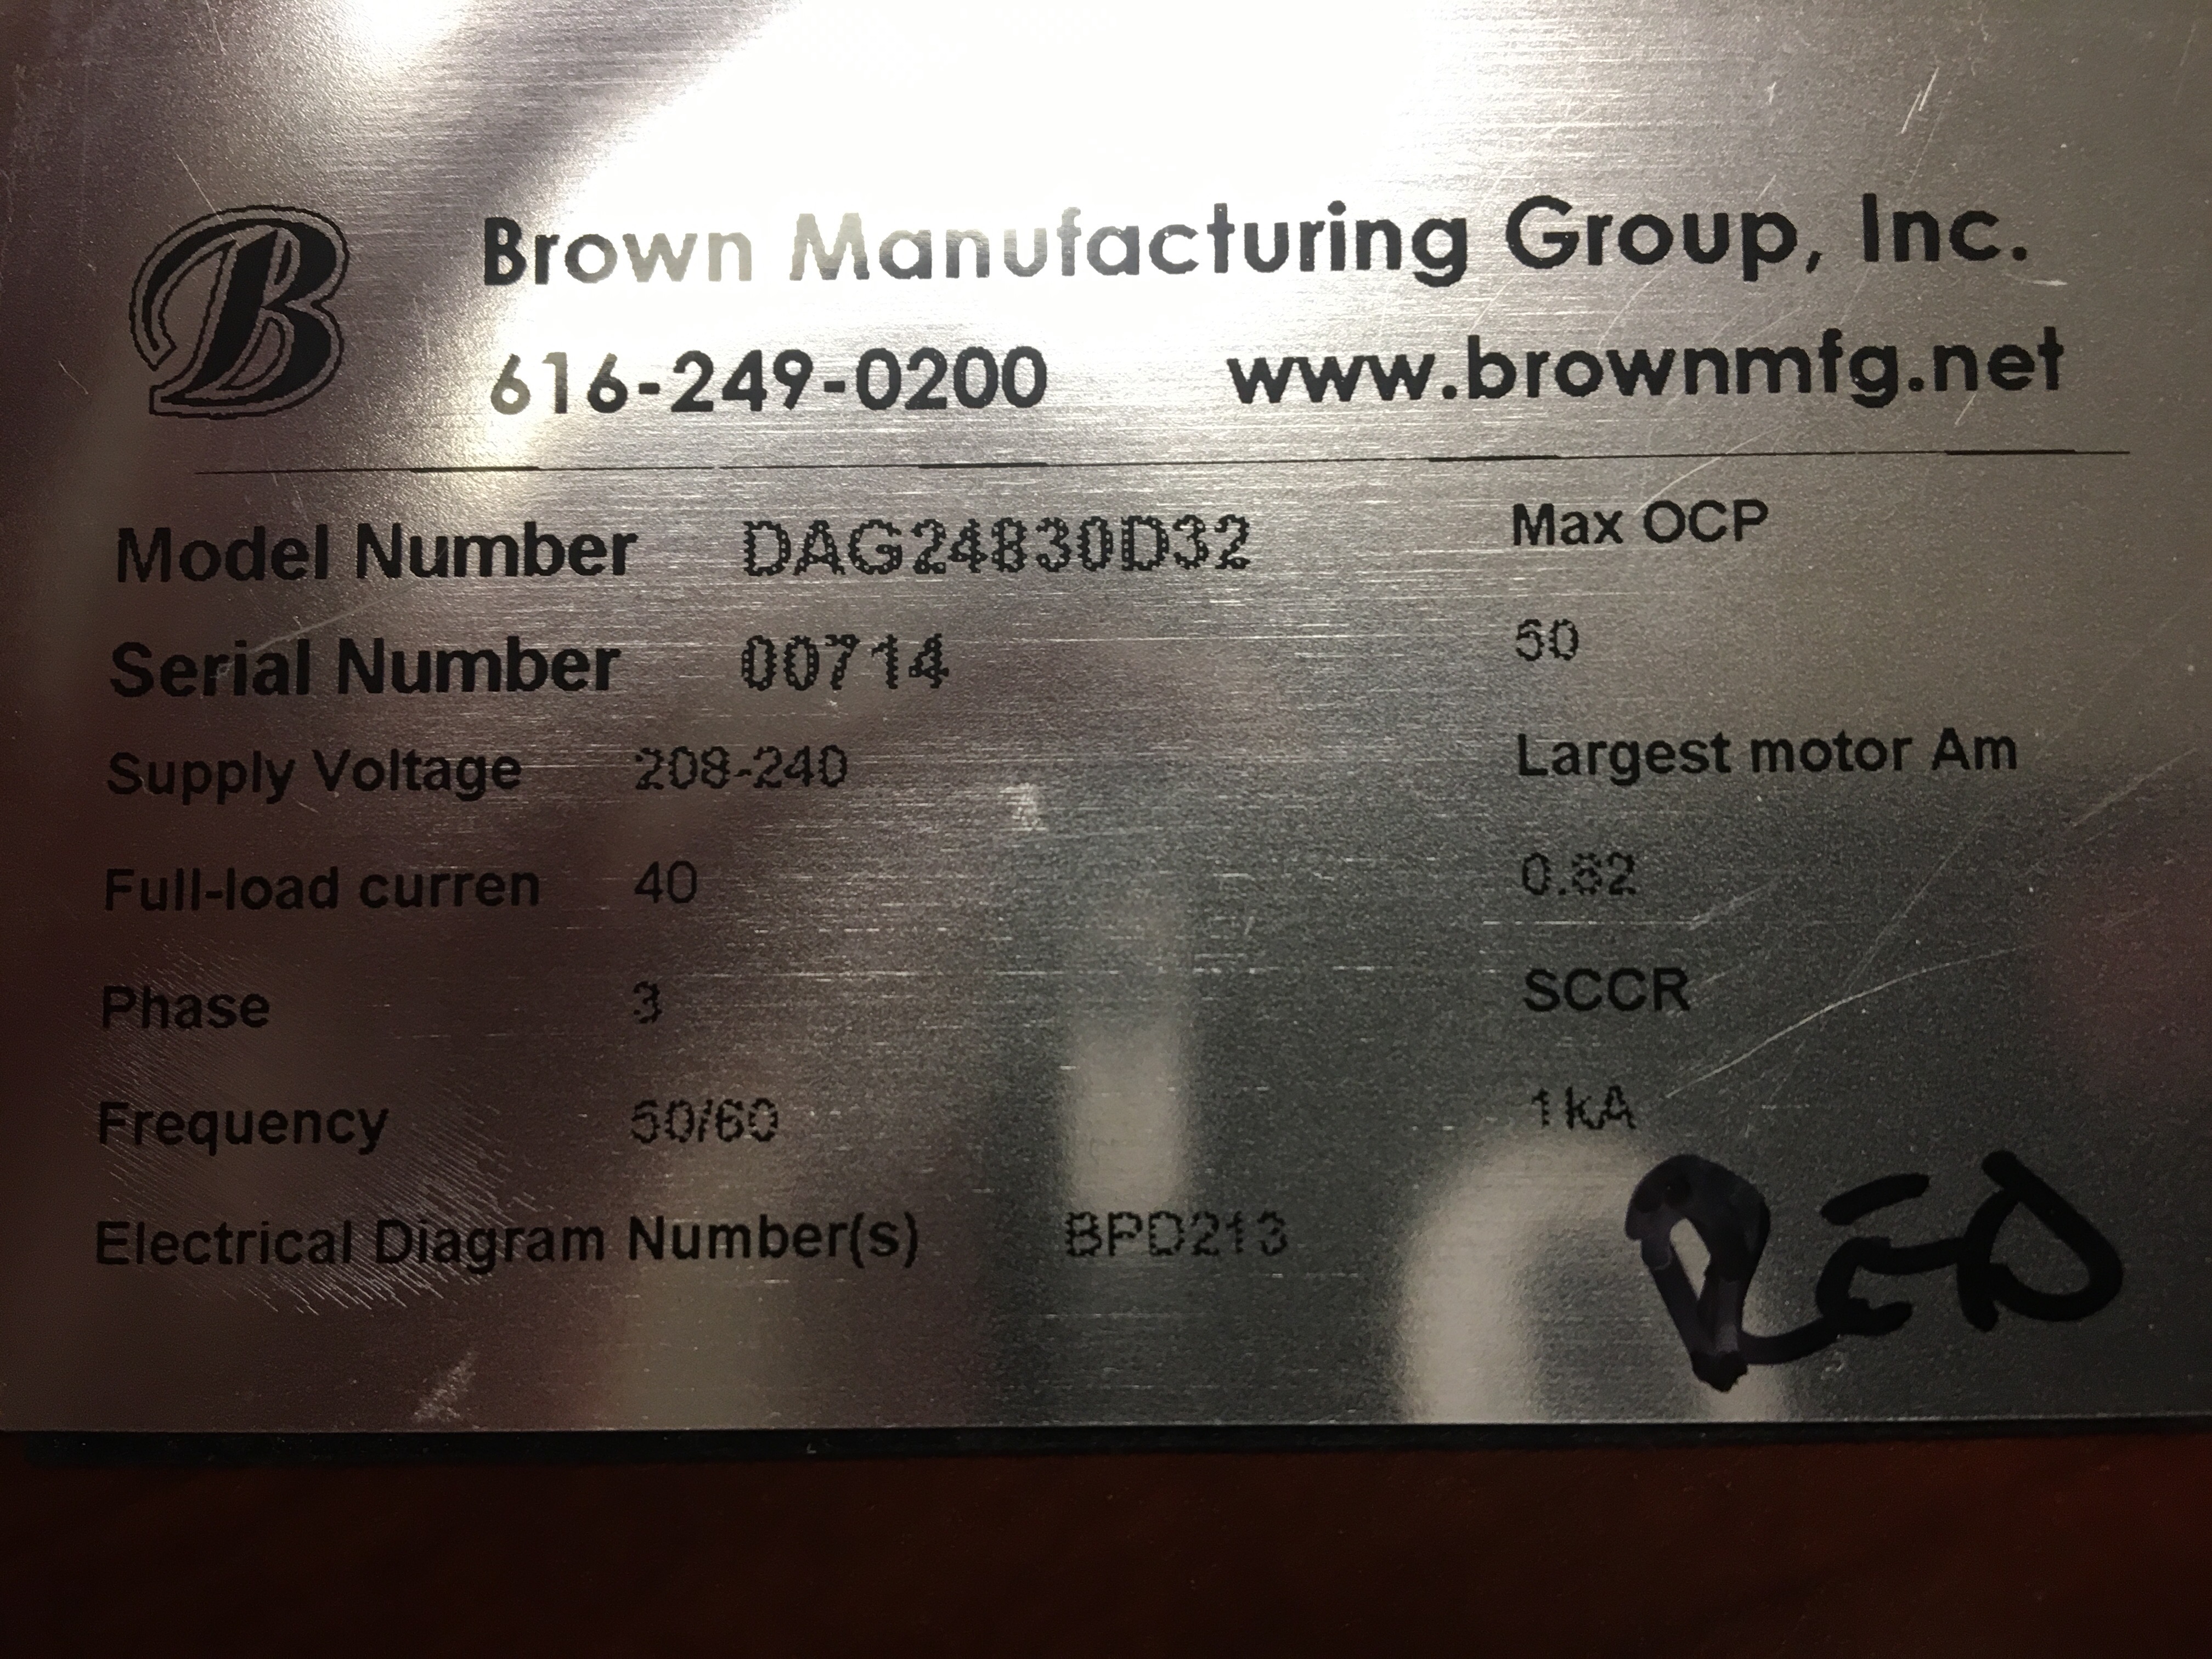 B
Brown Manufacturing Group, Inc.
616-249-0200 www.brownmfg.net
Model Number DAG24830D32
Serial Number 00714
Supply Voltage 208-240
Full-load curren 40
Phase 3
Frequency 50/60
Electrical Diagram Number(s) BPD213
Max OCP
50
Largest motor Am
0.82
SCCR
1kA
RED